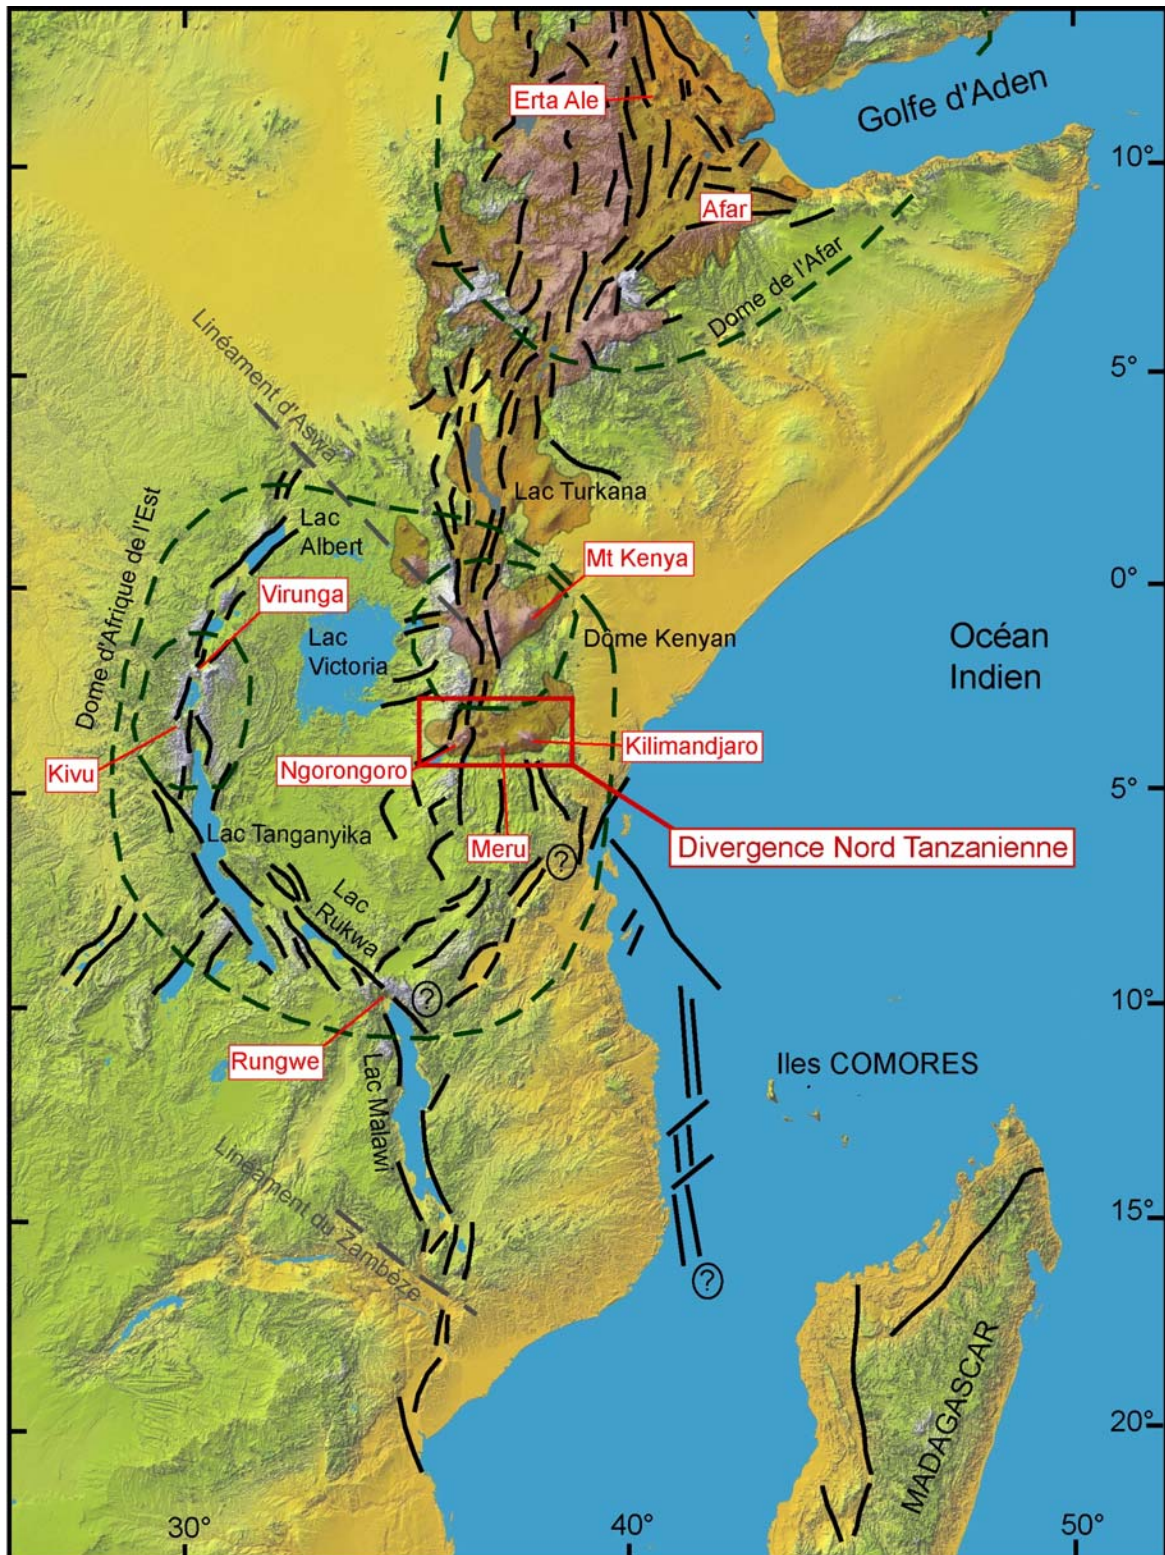 Erta Ale
Golfe d'Aden
10°
Afar
Dome de l'Afar
Linéament d'Aswa
5°
Lac Turkana
Dome d'Afrique de l'Est
Lac
Albert
Mt Kenya
0°
Virunga
Lac
Victoria
Dôme Kenyan
Océan
Indien
Kivu
Ngorongoro
Kilimandjaro
5°
Lac Tanganyika
Meru
?
Divergence Nord Tanzanienne
Lac
Rukwa
?
10°
Rungwe
Lac Malawi
Iles COMORES
Linéament du Zambéze
15°
?
MADAGASCAR
20°
30°
40°
50°